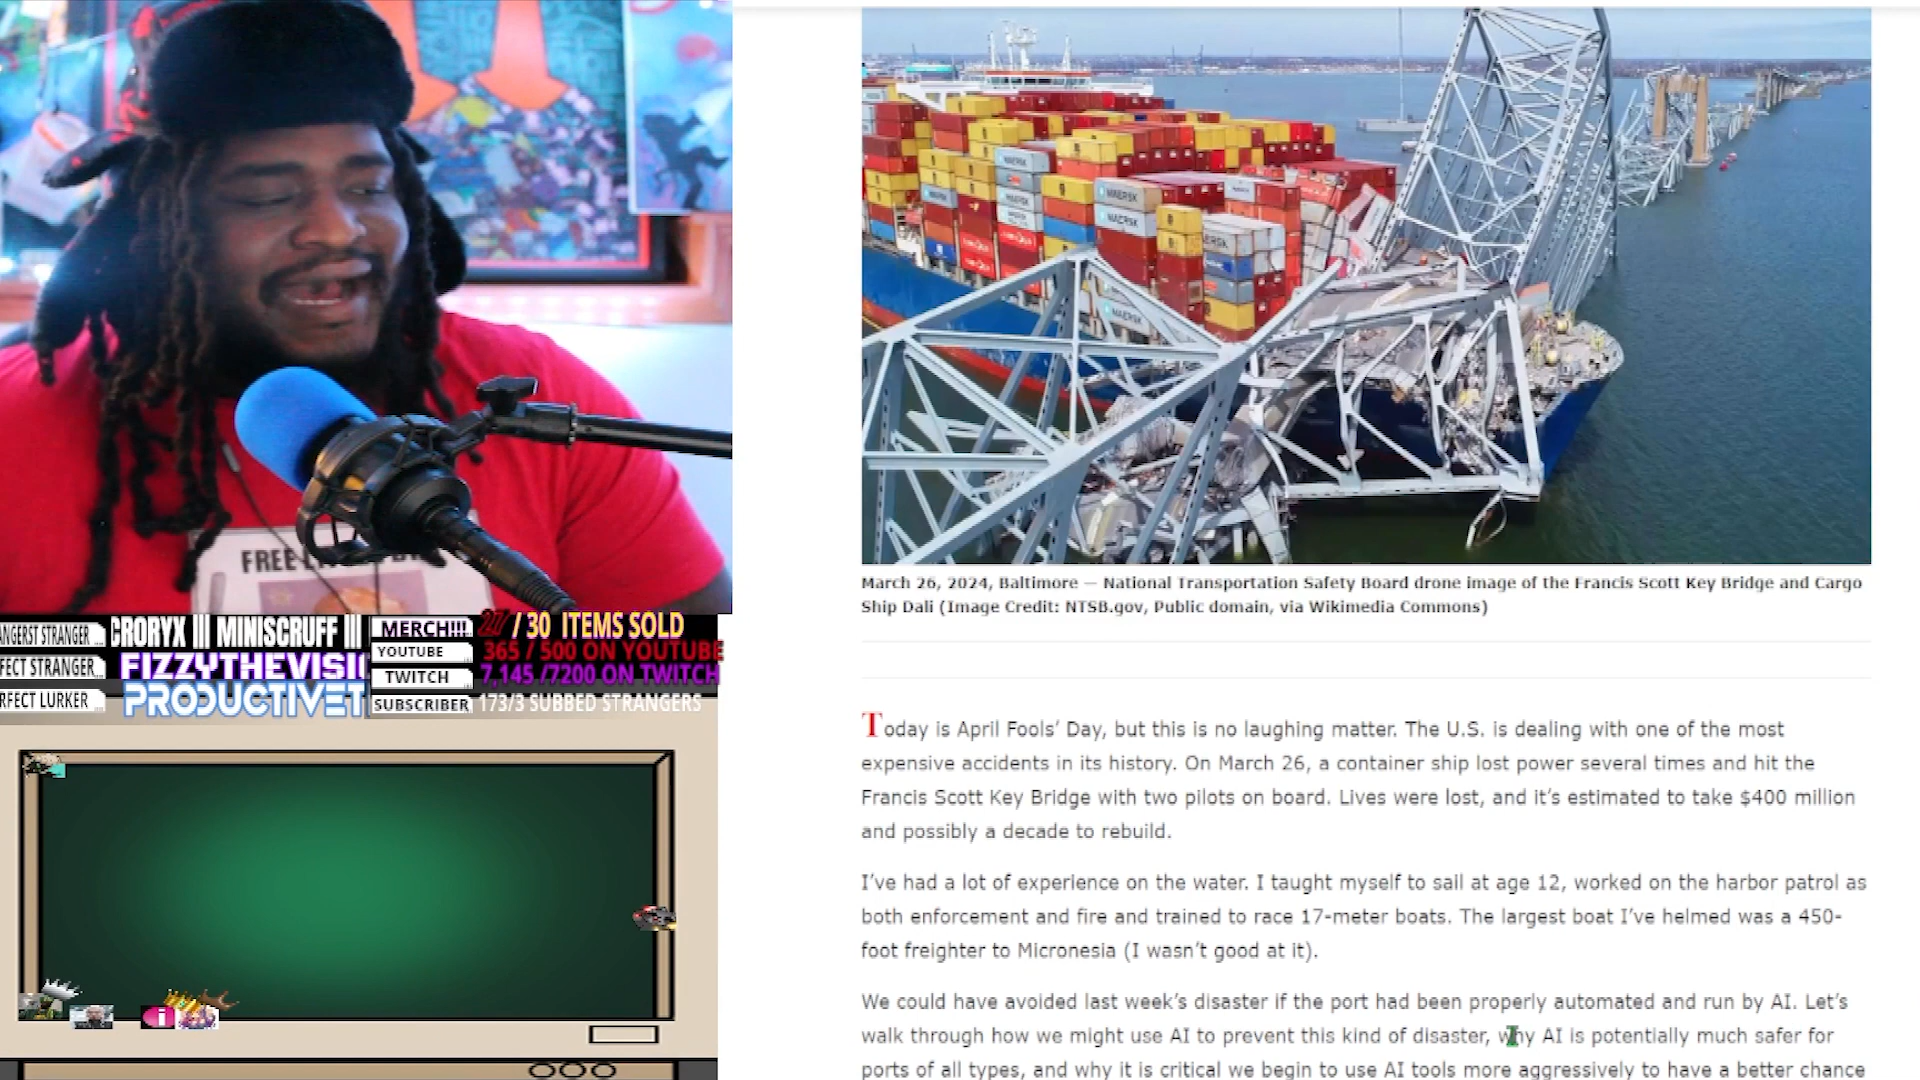 FREE
ANGERST STRANGER
CRORYX ||| MINISCRUFF |||
MERCH!!!
27 / 30 ITEMS SOLD
YOUTUBE
365 / 500 ON YOUTUBE
FECT STRANGER
FIZZYTHEVISI
TWITCH
7,145 /7200 ON TWITCH
RFECT LURKER
PRODUCTIVET
SUBSCRIBER
173/3 SUBBED STRANGERS
MAERSK
MAERSK
MAERSK
MAERSK
March 26, 2024, Baltimore — National Transportation Safety Board drone image of the Francis Scott Key Bridge and Cargo
Ship Dali (Image Credit: NTSB.gov, Public domain, via Wikimedia Commons)
Today is April Fools’ Day, but this is no laughing matter. The U.S. is dealing with one of the most
expensive accidents in its history. On March 26, a container ship lost power several times and hit the
Francis Scott Key Bridge with two pilots on board. Lives were lost, and it’s estimated to take $400 million
and possibly a decade to rebuild.
I’ve had a lot of experience on the water. I taught myself to sail at age 12, worked on the harbor patrol as
both enforcement and fire and trained to race 17-meter boats. The largest boat I’ve helmed was a 450-
foot freighter to Micronesia (I wasn’t good at it).
We could have avoided last week’s disaster if the port had been properly automated and run by AI. Let’s
walk through how we might use AI to prevent this kind of disaster, why AI is potentially much safer for
ports of all types, and why it is critical we begin to use AI tools more aggressively to have a better chance